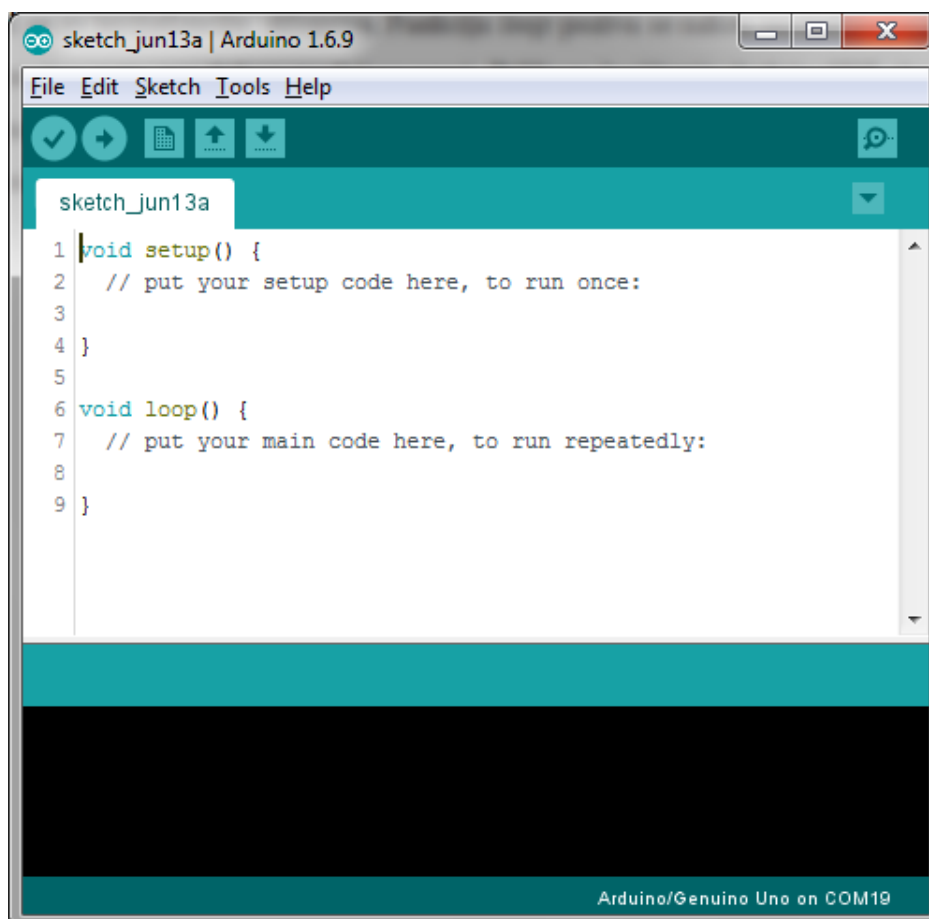 sketch_jun13a | Arduino 1.6.9
File Edit Sketch Tools Help
sketch_jun13a
1 void setup() {
2   // put your setup code here, to run once:
3
4 }
5
6 void loop() {
7   // put your main code here, to run repeatedly:
8
9 }
Arduino/Genuino Uno on COM19